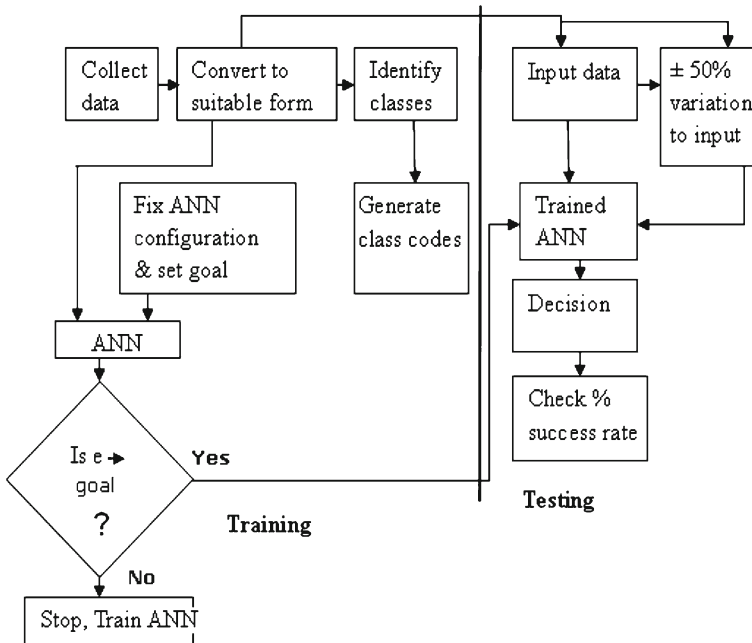 Collect
data
Convert to
suitable form
Identify
classes
Input data
± 50%
variation
to input
Fix ANN
configuration
& set goal
Generate
class codes
Trained
ANN
ANN
Decision
Is e →
goal
?
Yes
Check %
success rate
Training
Testing
No
Stop, Train ANN